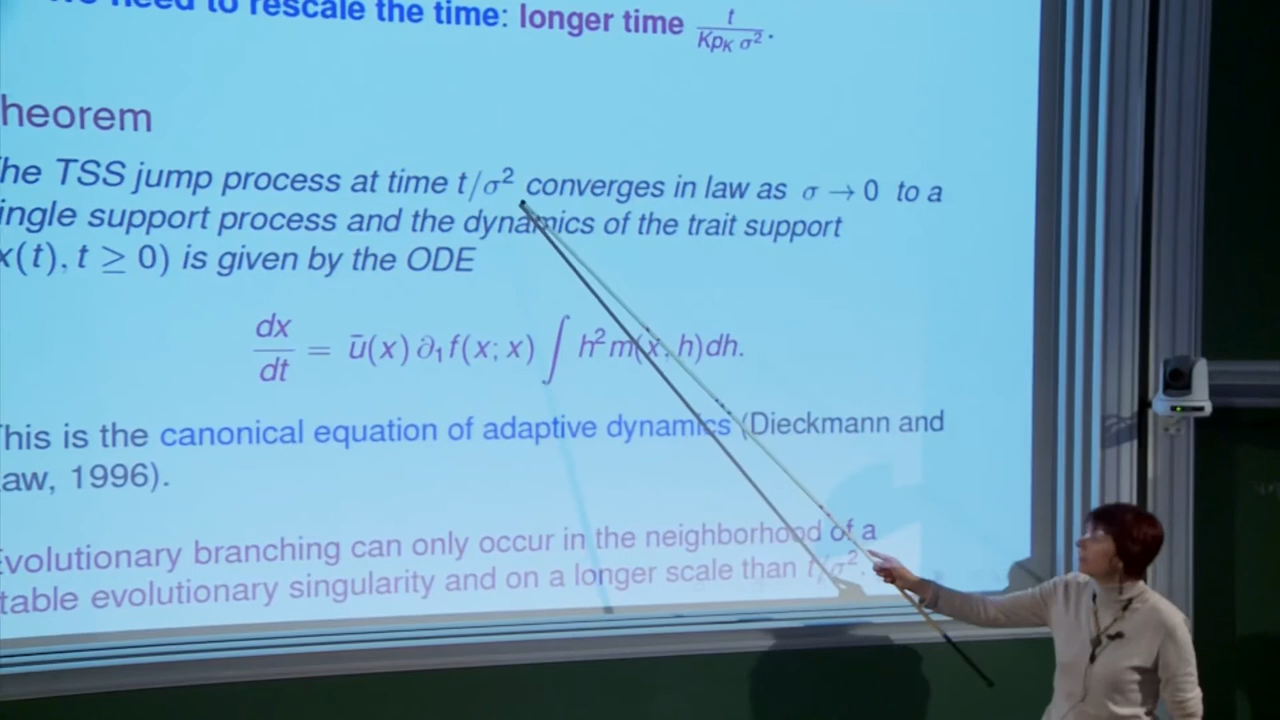 need to rescale the time: longer time t/(Kp_K σ²).
heorem
he TSS jump process at time t/σ² converges in law as σ → 0 to a
ingle support process and the dynamics of the trait support
x(t), t ≥ 0) is given by the ODE
dx/dt = ū(x) ∂₁f(x; x) ∫ h² m(x, h)dh.
his is the canonical equation of adaptive dynamics (Dieckmann and
aw, 1996).
volutionary branching can only occur in the neighborhood of a
table evolutionary singularity and on a longer scale than t/σ².